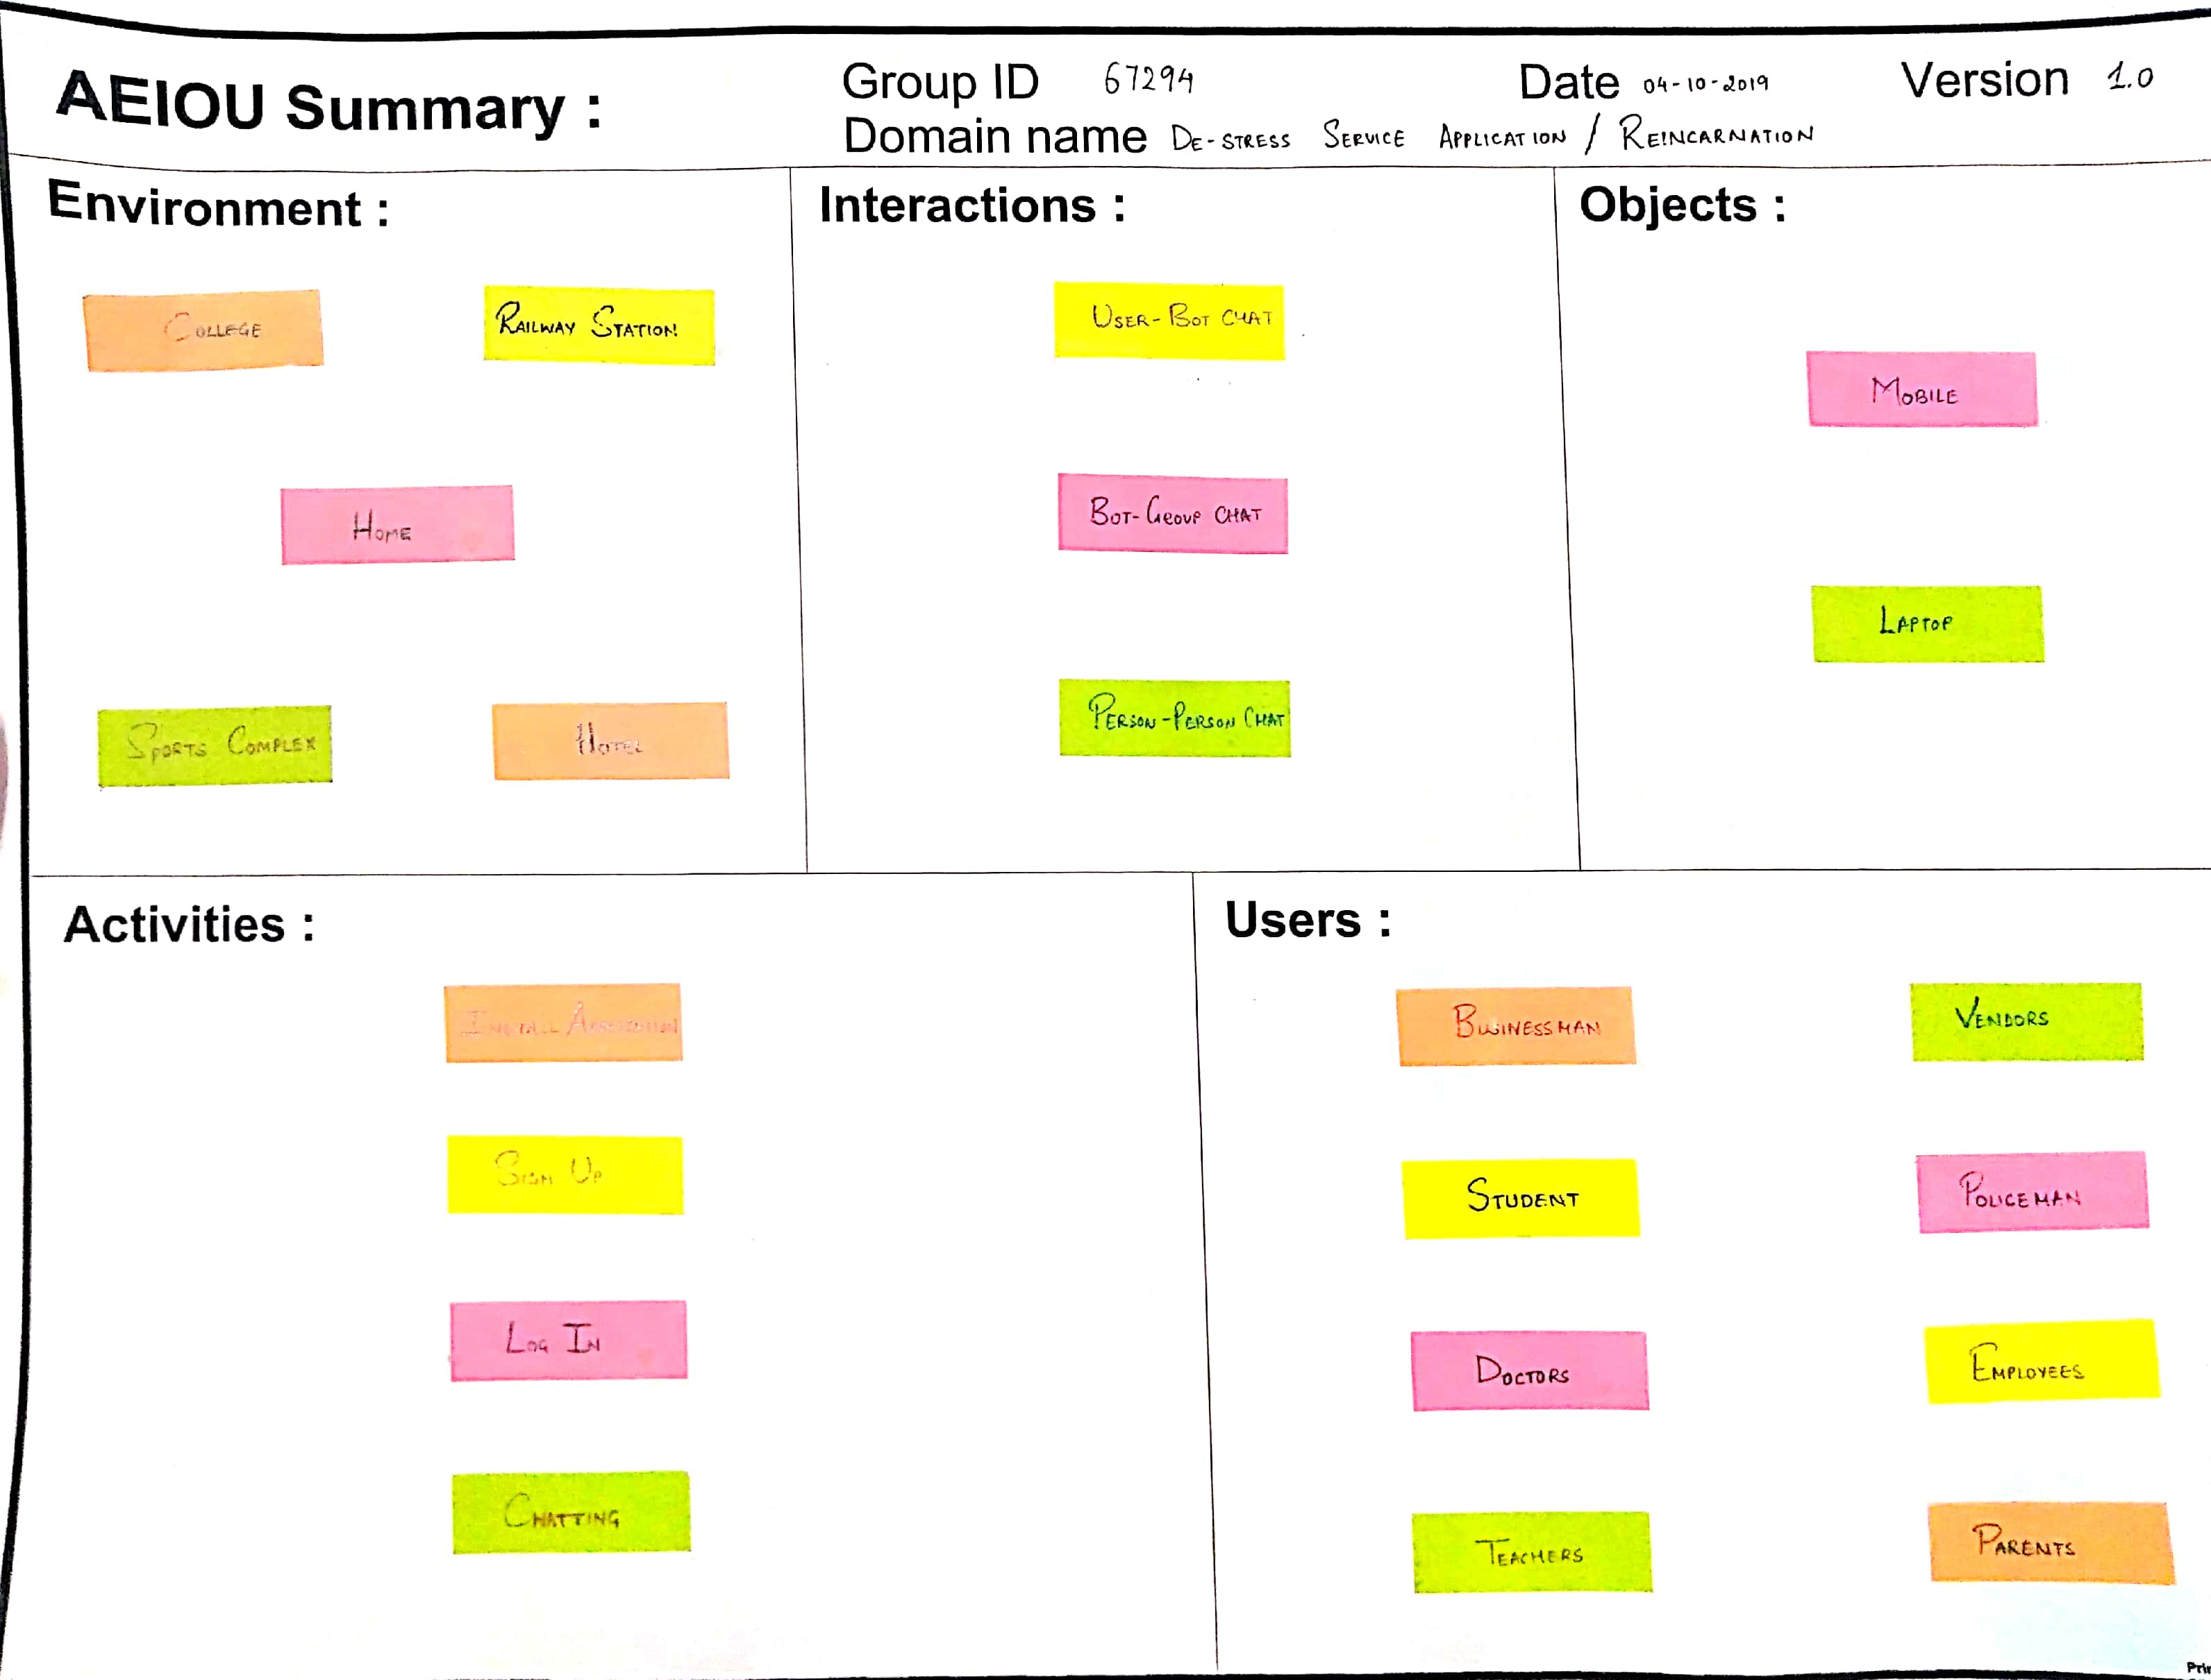 AEIOU Summary :
Group ID 67294
Date 04-10-2019
Version 1.0
Domain name DE-STRESS SERVICE APPLICATION / REINCARNATION
Environment :
COLLEGE
RAILWAY STATION
HOME
SPORTS COMPLEX
HOTEL
Interactions :
USER-BOT CHAT
BOT-GROUP CHAT
PERSON-PERSON CHAT
Objects :
MOBILE
LAPTOP
Activities :
INSTALL APPLICATION
SIGN UP
LOG IN
CHATTING
Users :
BUSINESSMAN
VENDORS
STUDENT
POLICEMAN
DOCTORS
EMPLOYEES
TEACHERS
PARENTS